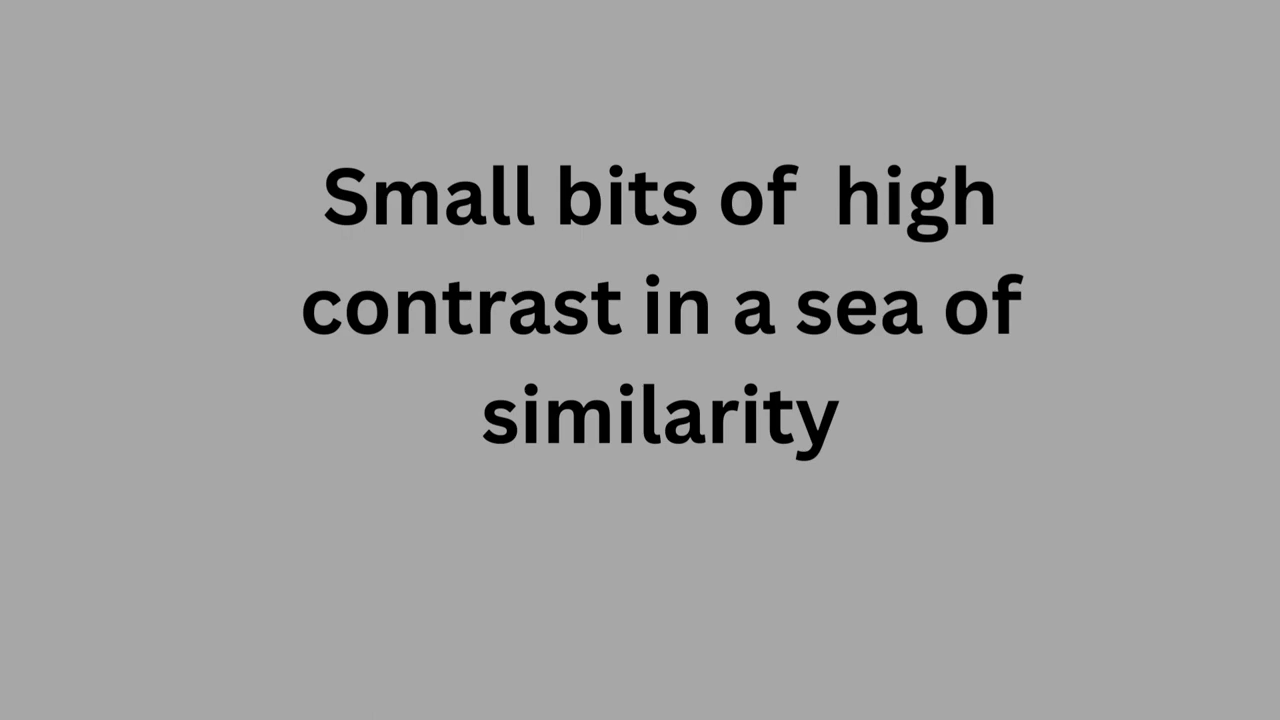 Small bits of  high
contrast in a sea of
similarity